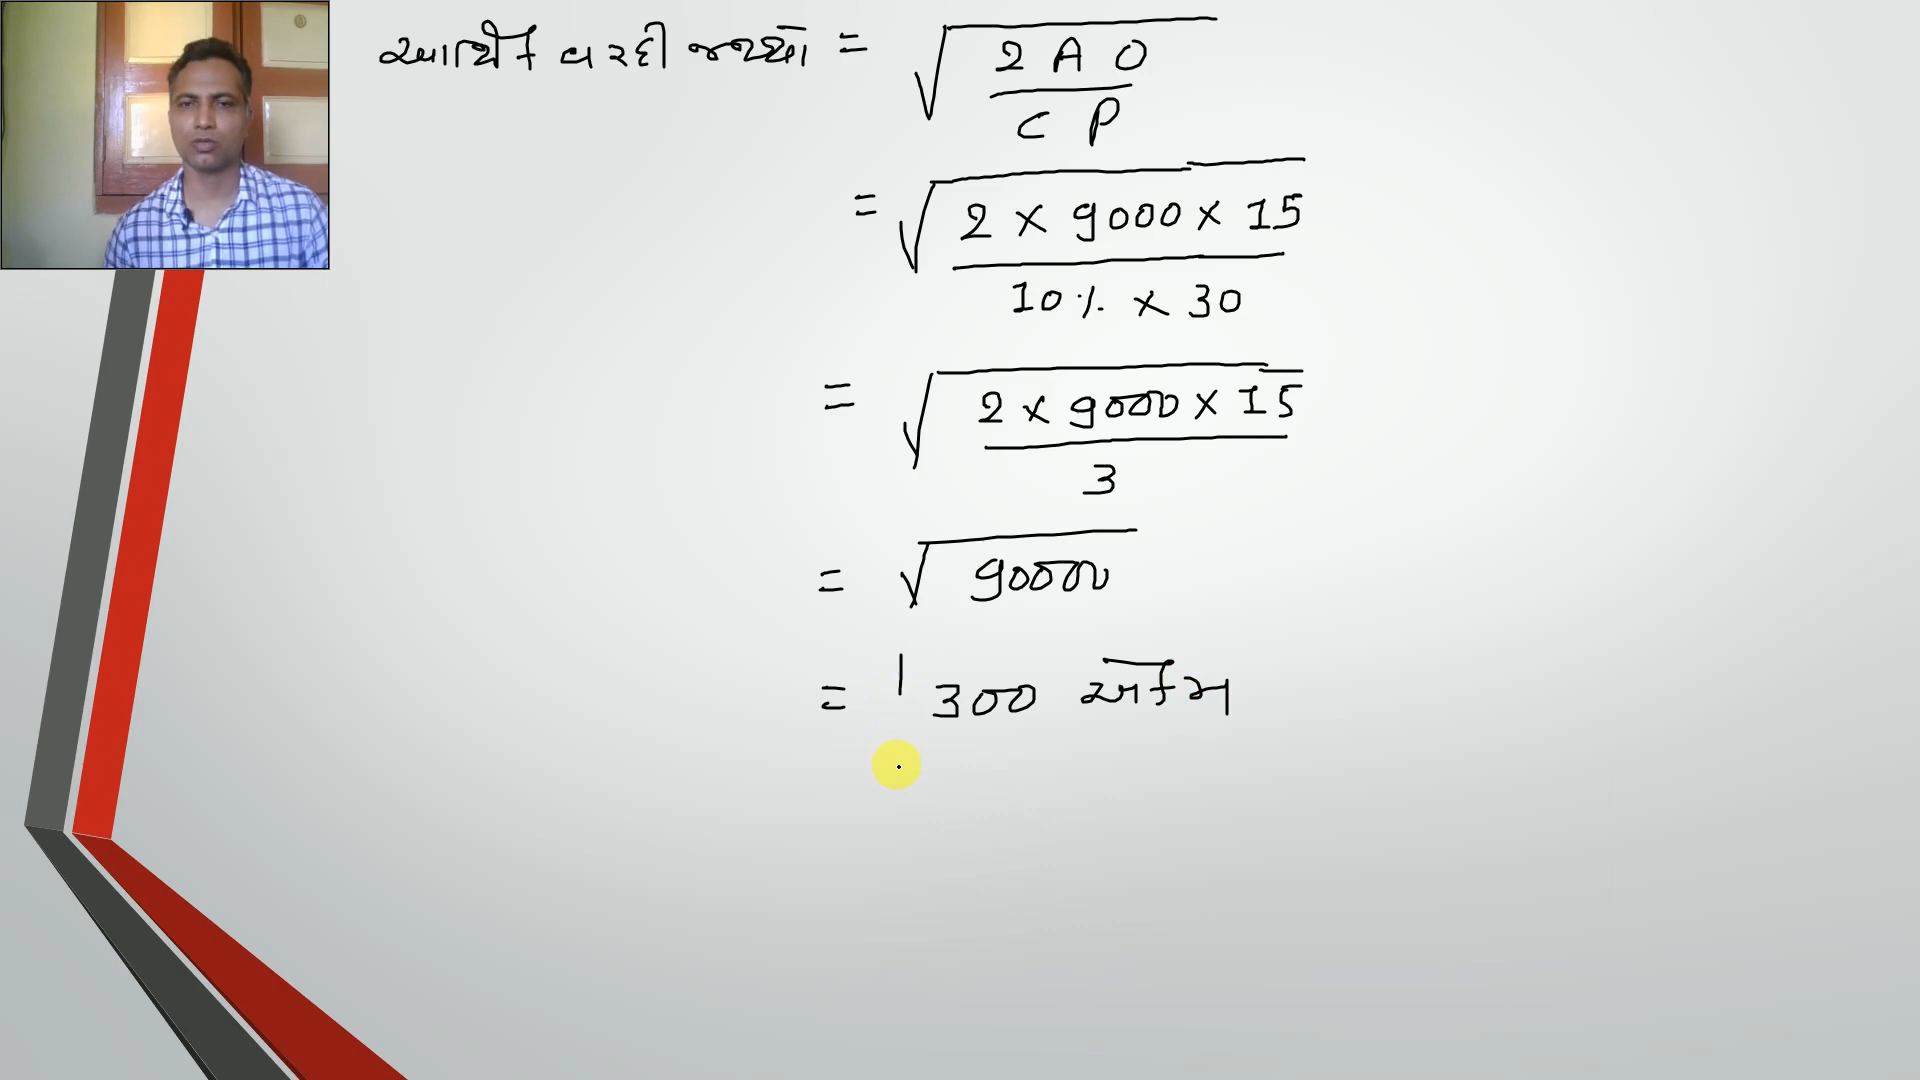 આર્થિક વરદી જથ્થો = √ 2 A O
C P
= √ 2 × 9000 × 15
10% × 30
= √ 2 × 9000 × 15
3
= √ 90000
= 300 એકમ